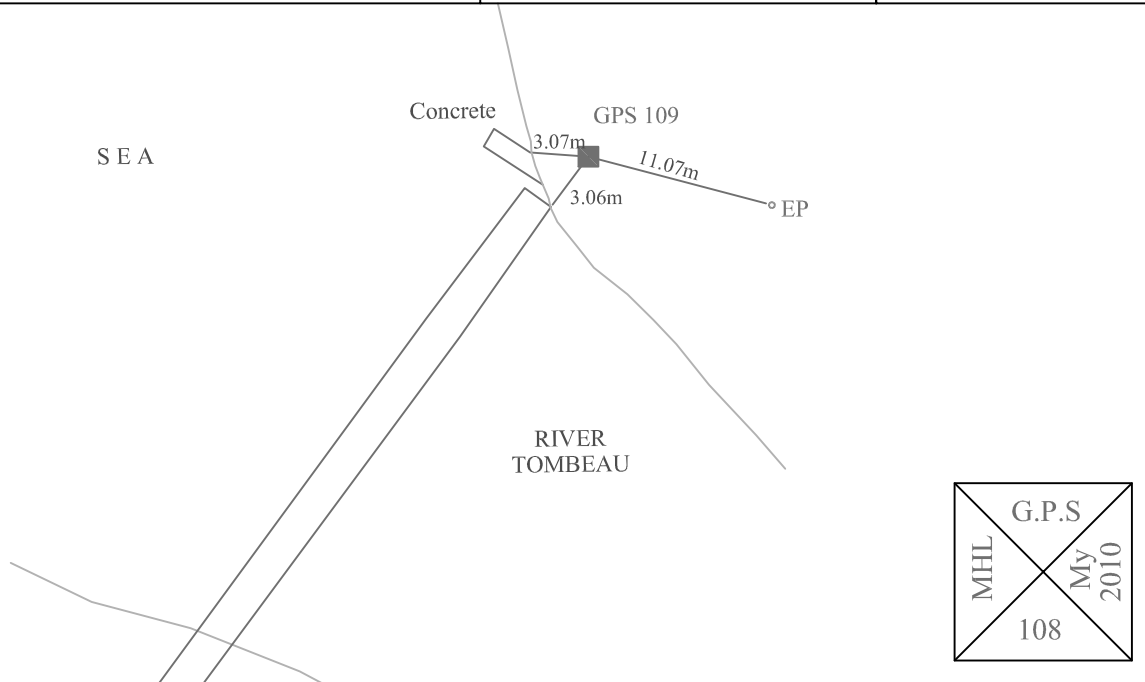 Concrete
GPS 109
3.07m
S E A
11.07m
3.06m
EP
RIVER
TOMBEAU
G.P.S
MHL
My
2010
108